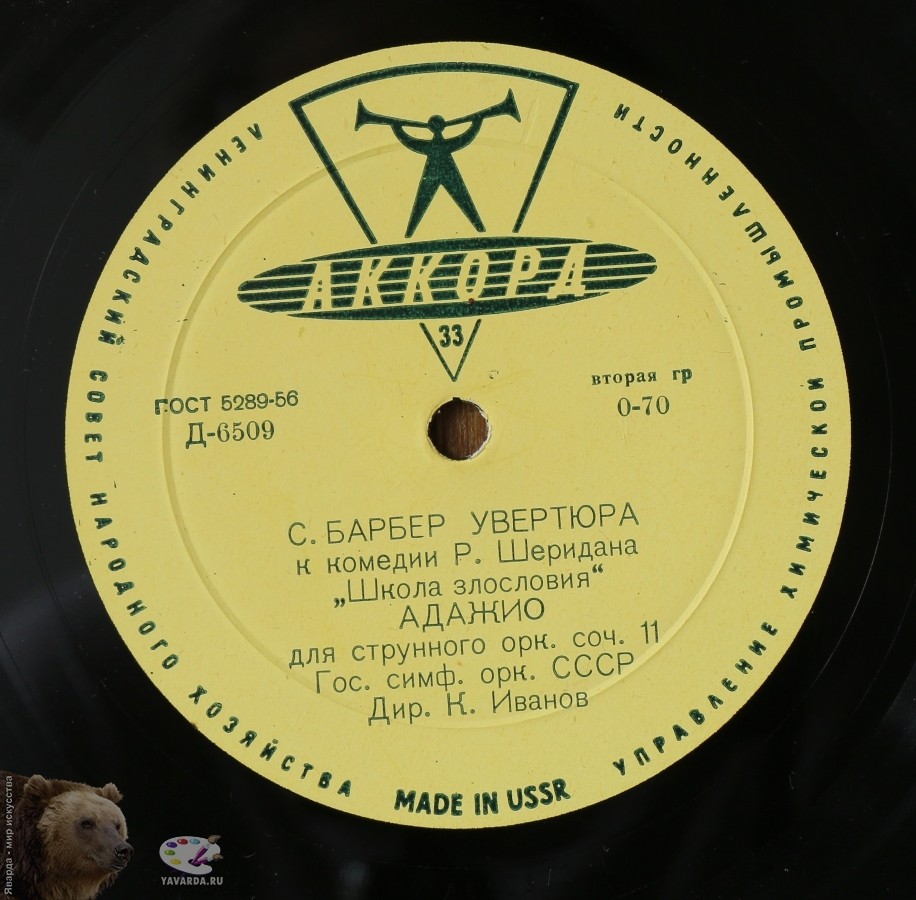 ЛЕНИНГРАДСКИЙ СОВЕТ НАРОДНОГО ХОЗЯЙСТВА
УПРАВЛЕНИЕ ХИМИЧЕСКОЙ ПРОМЫШЛЕННОСТИ
АККОРД
33
ГОСТ 5289-56
Д-6509
вторая гр
0-70
С. БАРБЕР УВЕРТЮРА
к комедии Р. Шеридана
„Школа злословия“
АДАЖИО
для струнного орк. соч. 11
Гос. симф. орк. СССР
Дир. К. Иванов
MADE IN USSR
Яварда - мир искусства
YAVARDA.RU